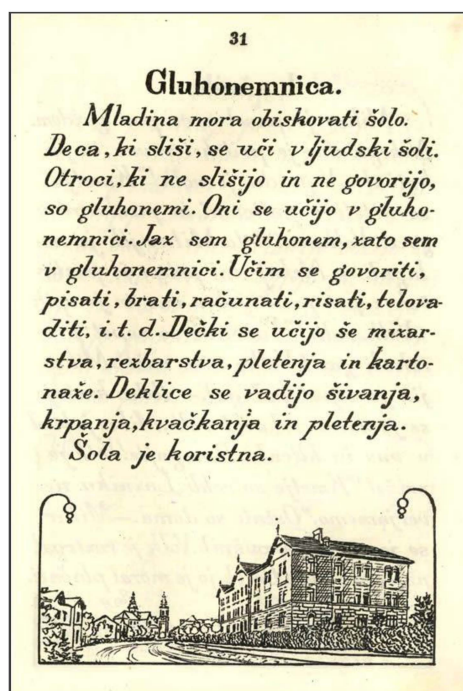 31
Gluhonemnica.
Mladina mora obiskovati šolo.
Deca, ki sliši, se uči v ljudski šoli.
Otroci, ki ne slišijo in ne govorijo,
so gluhonemi. Oni se učijo v gluho-
nemnici. Jaz sem gluhonem, zato sem
v gluhonemnici. Učim se govoriti,
pisati, brati, računati, risati, telova-
diti, i. t. d. Dečki se učijo še mizar-
stva, rezbarstva, pletenja in karto-
naže. Deklice se vadijo šivanja,
krpanja, kvačkanja in pletenja.
Šola je koristna.